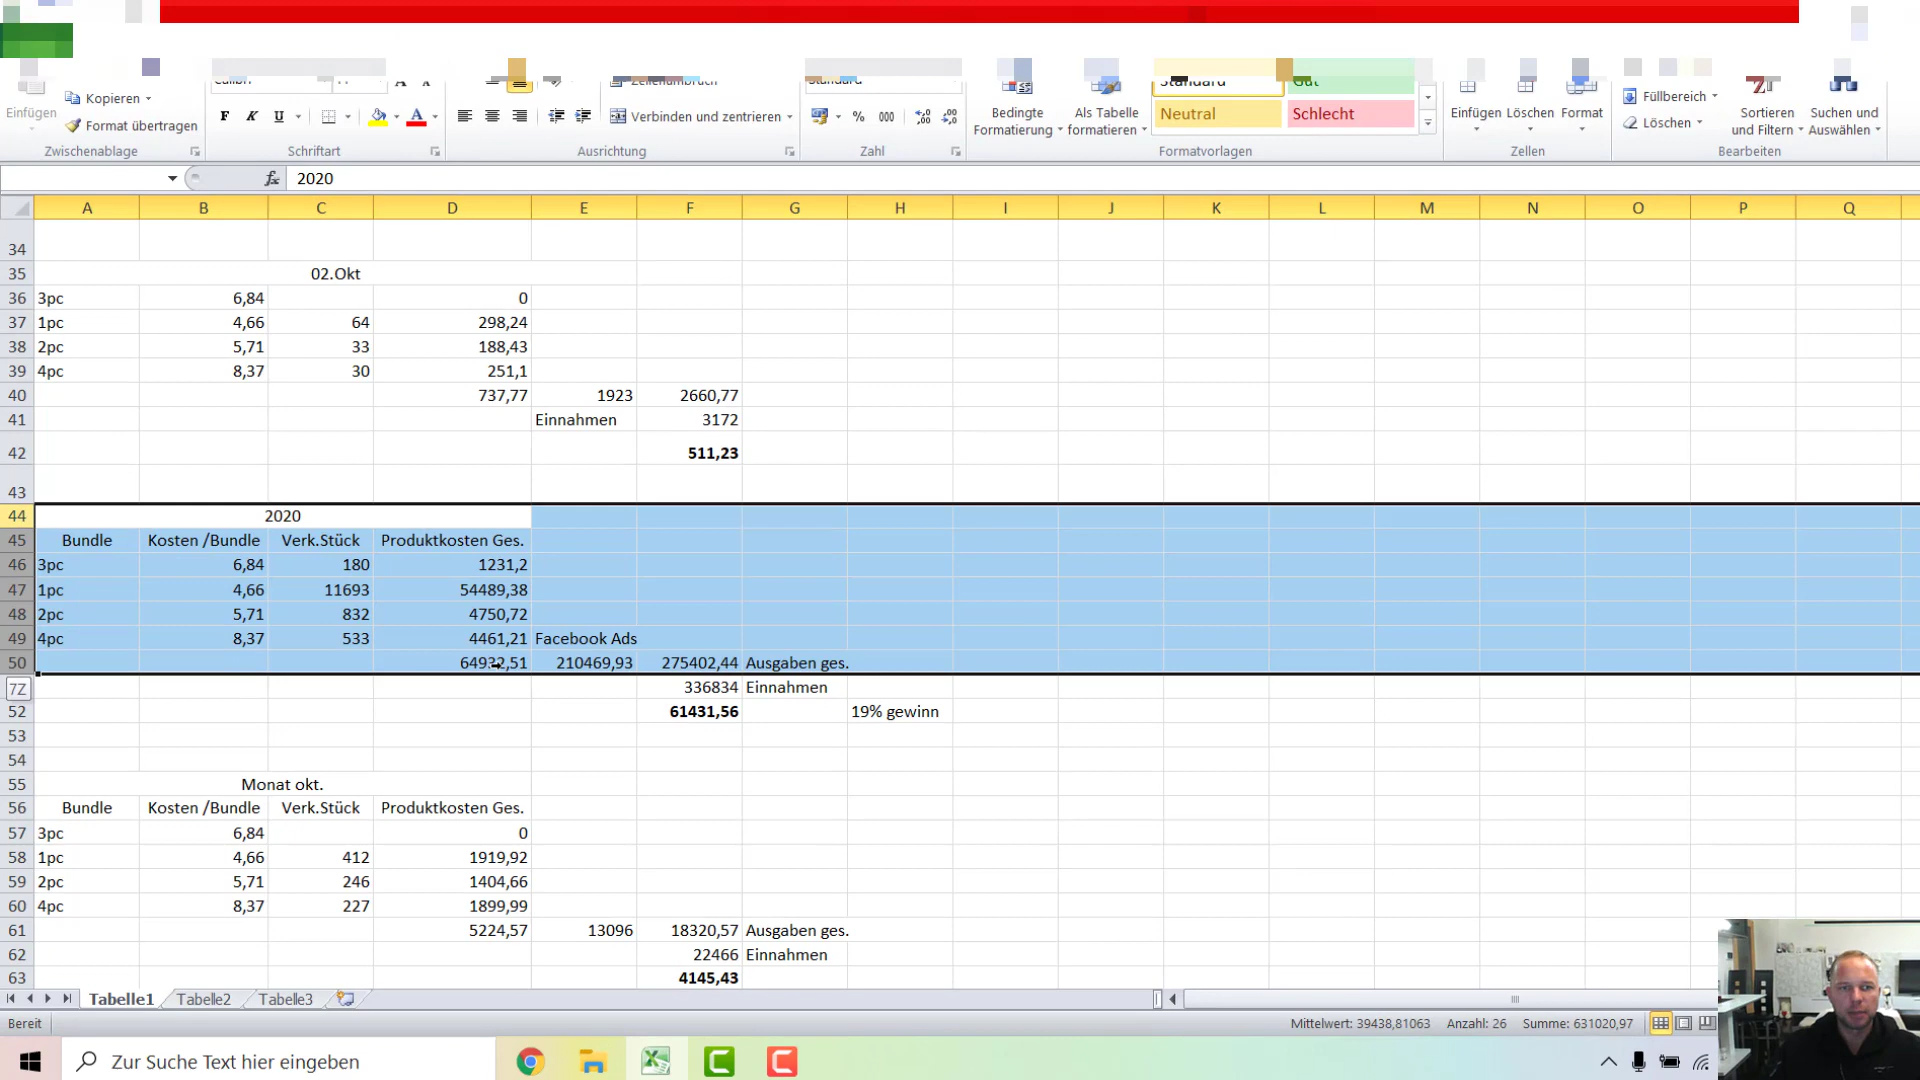 Calibri
Zeilenumbruch
Standard
Standard
Gut
Einfügen
Kopieren
Format übertragen
F K U A
Verbinden und zentrieren
% 000
Bedingte Formatierung
Als Tabelle formatieren
Neutral
Schlecht
Einfügen
Löschen
Format
Füllbereich
Löschen
Sortieren und Filtern
Suchen und Auswählen
Zwischenablage
Schriftart
Ausrichtung
Zahl
Formatvorlagen
Zellen
Bearbeiten
fx 2020
A B C D E F G H I J K L M N O P Q
34
35 02.Okt
36 3pc 6,84 0
37 1pc 4,66 64 298,24
38 2pc 5,71 33 188,43
39 4pc 8,37 30 251,1
40 737,77 1923 2660,77
41 Einnahmen 3172
42 511,23
43
44 2020
45 Bundle Kosten /Bundle Verk.Stück Produktkosten Ges.
46 3pc 6,84 180 1231,2
47 1pc 4,66 11693 54489,38
48 2pc 5,71 832 4750,72
49 4pc 8,37 533 4461,21 Facebook Ads
50 64932,51 210469,93 275402,44 Ausgaben ges.
7Z 336834 Einnahmen
52 61431,56 19% gewinn
53
54
55 Monat okt.
56 Bundle Kosten /Bundle Verk.Stück Produktkosten Ges.
57 3pc 6,84 0
58 1pc 4,66 412 1919,92
59 2pc 5,71 246 1404,66
60 4pc 8,37 227 1899,99
61 5224,57 13096 18320,57 Ausgaben ges.
62 22466 Einnahmen
63 4145,43
Tabelle1 Tabelle2 Tabelle3
Bereit
Mittelwert: 39438,81063 Anzahl: 26 Summe: 631020,97
Zur Suche Text hier eingeben